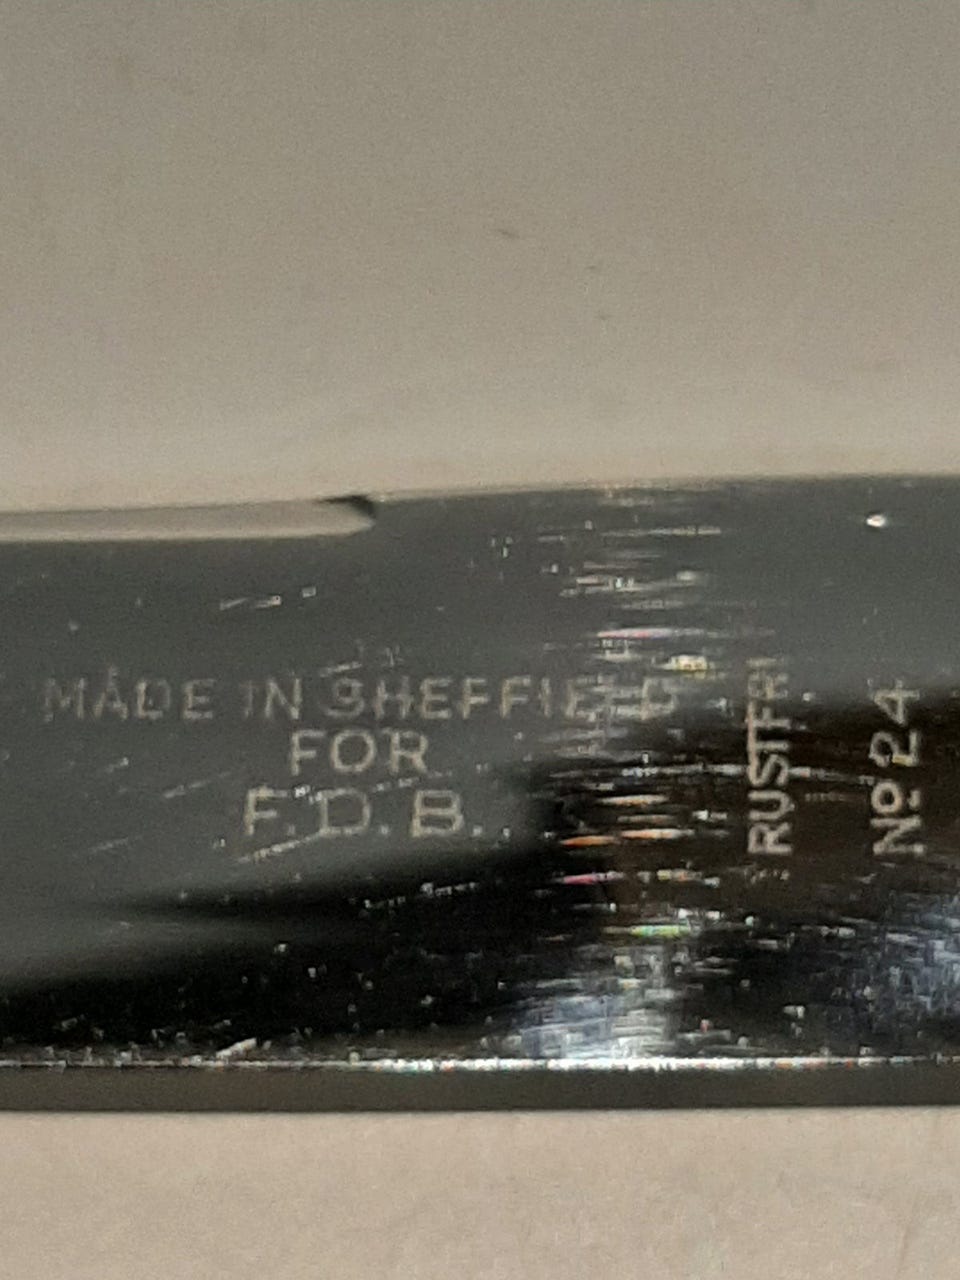 MADE IN SHEFFIELD
FOR
F.D.B.
RUSTFRI
Nº 24